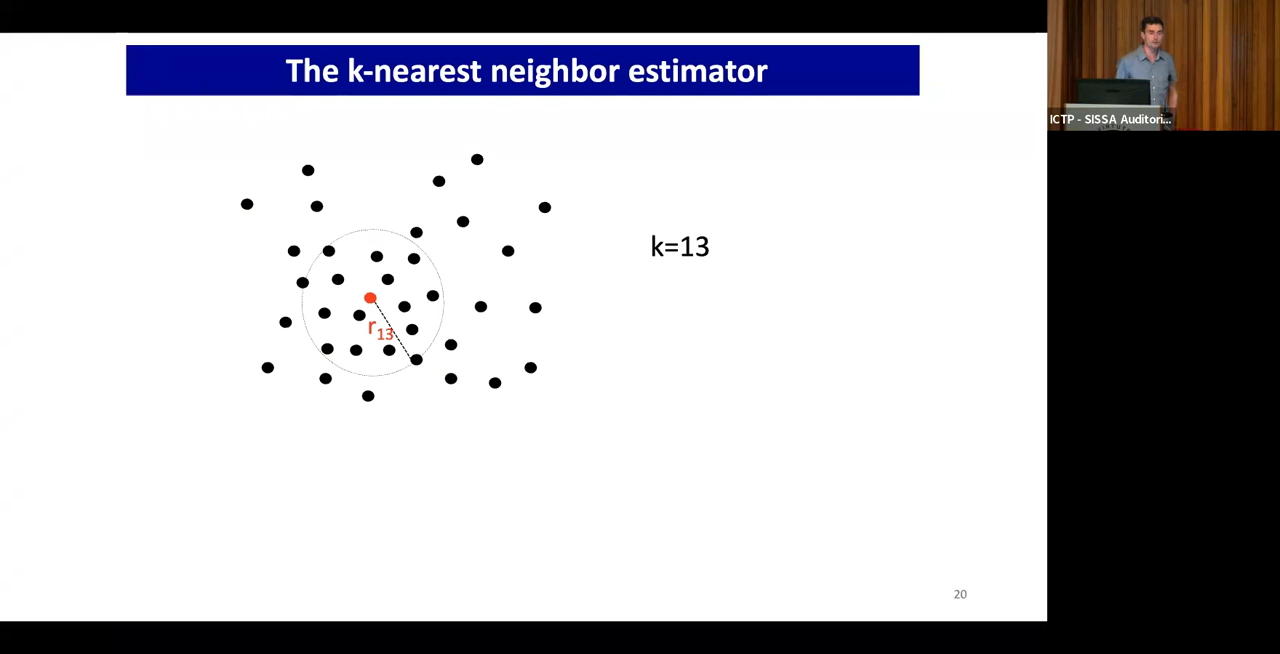 The k-nearest neighbor estimator
ICTP - SISSA Auditori...
k=13
r13
20